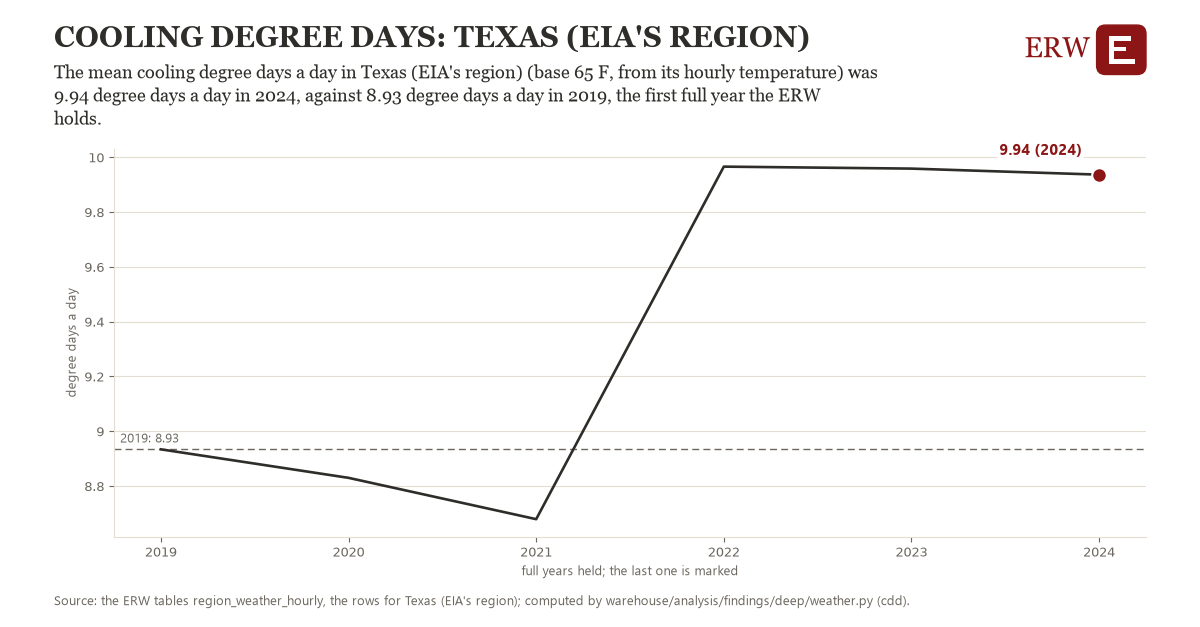 COOLING DEGREE DAYS: TEXAS (EIA'S REGION)
ERW E
The mean cooling degree days a day in Texas (EIA's region) (base 65 F, from its hourly temperature) was
9.94 degree days a day in 2024, against 8.93 degree days a day in 2019, the first full year the ERW
holds.
9.94 (2024)
10
9.8
9.6
9.4
9.2
9
8.8
degree days a day
2019: 8.93
2019 2020 2021 2022 2023 2024
full years held; the last one is marked
Source: the ERW tables region_weather_hourly, the rows for Texas (EIA's region); computed by warehouse/analysis/findings/deep/weather.py (cdd).